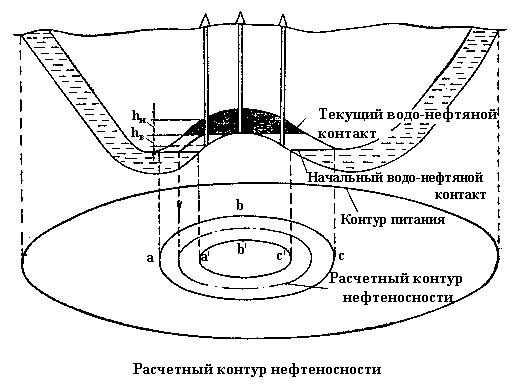 hн
hв
Текущий водо-нефтяной
контакт
Начальный водо-нефтяной
контакт
Контур питания
b
a
a'
b'
c'
c
Расчетный контур
нефтеносности
Расчетный контур нефтеносности